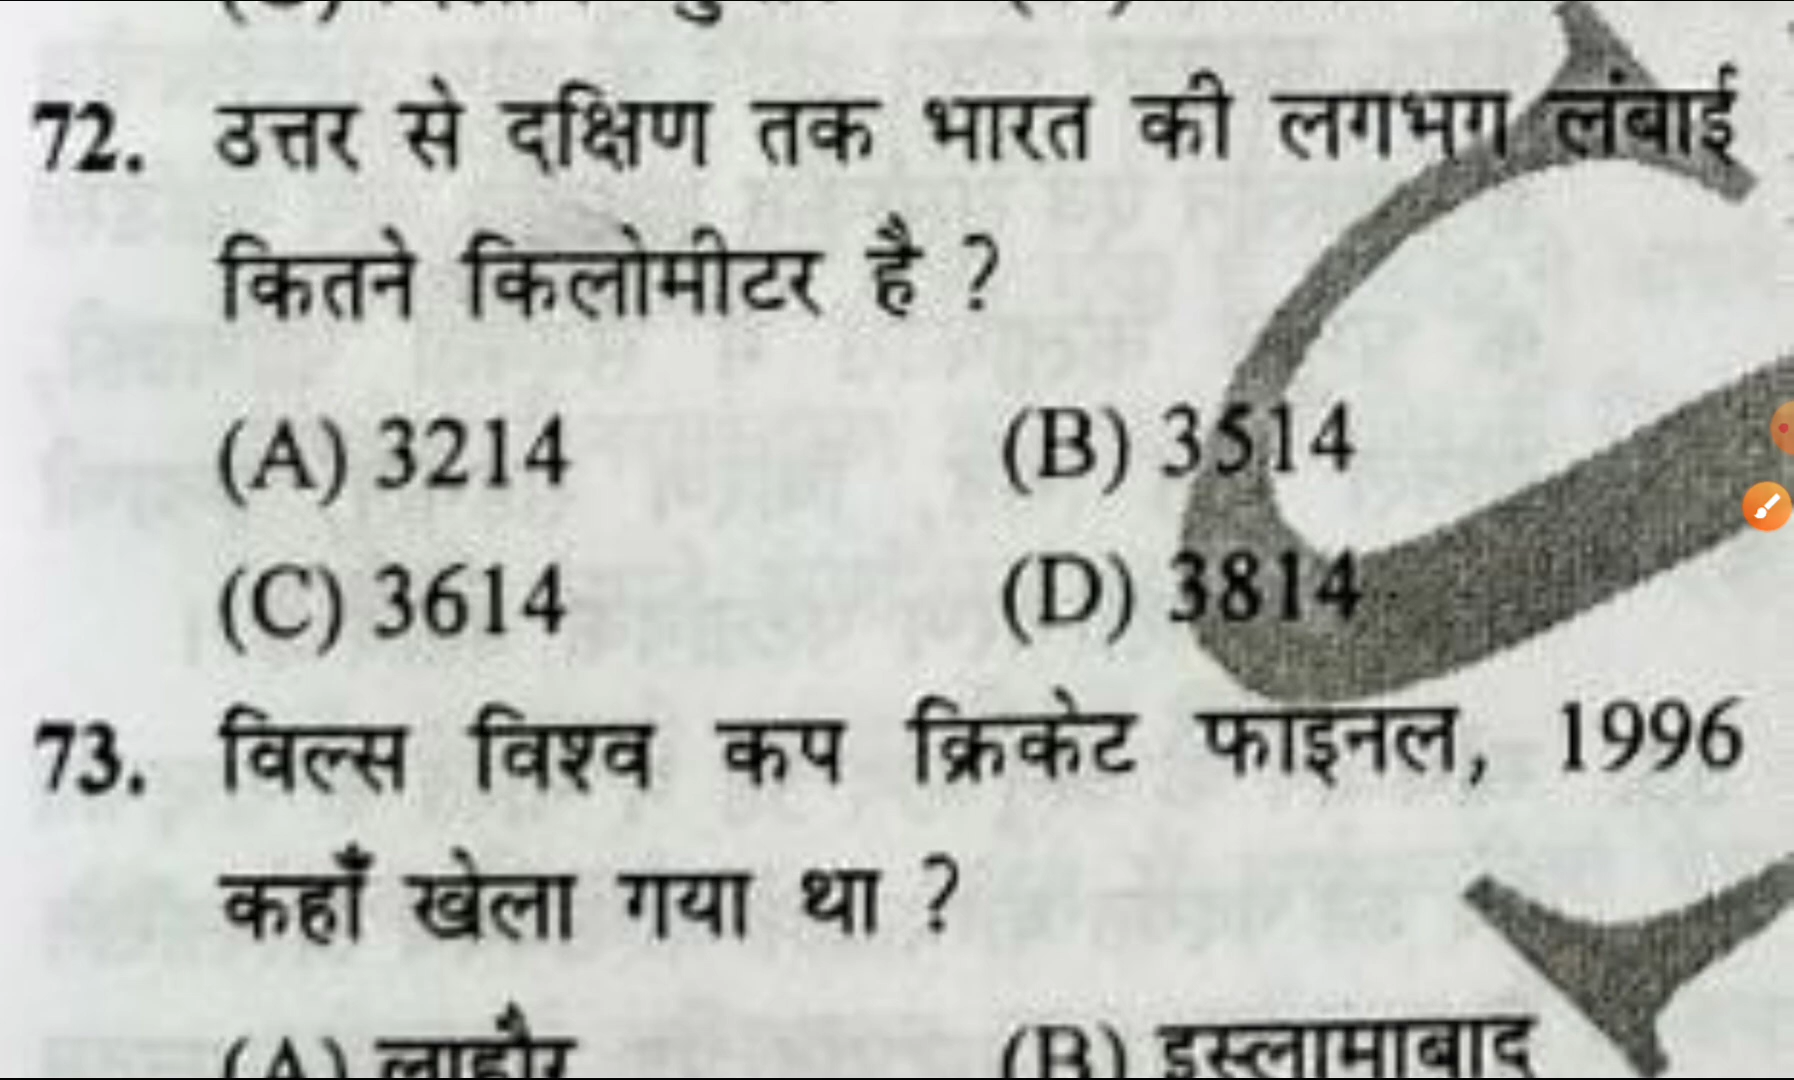 72. उत्तर से दक्षिण तक भारत की लगभग लंबाई
कितने किलोमीटर है ?
(A) 3214 (B) 3514
(C) 3614 (D) 3814
73. विल्स विश्व कप क्रिकेट फाइनल, 1996
कहाँ खेला गया था ?
(A) लाहौर (B) इस्लामाबाद